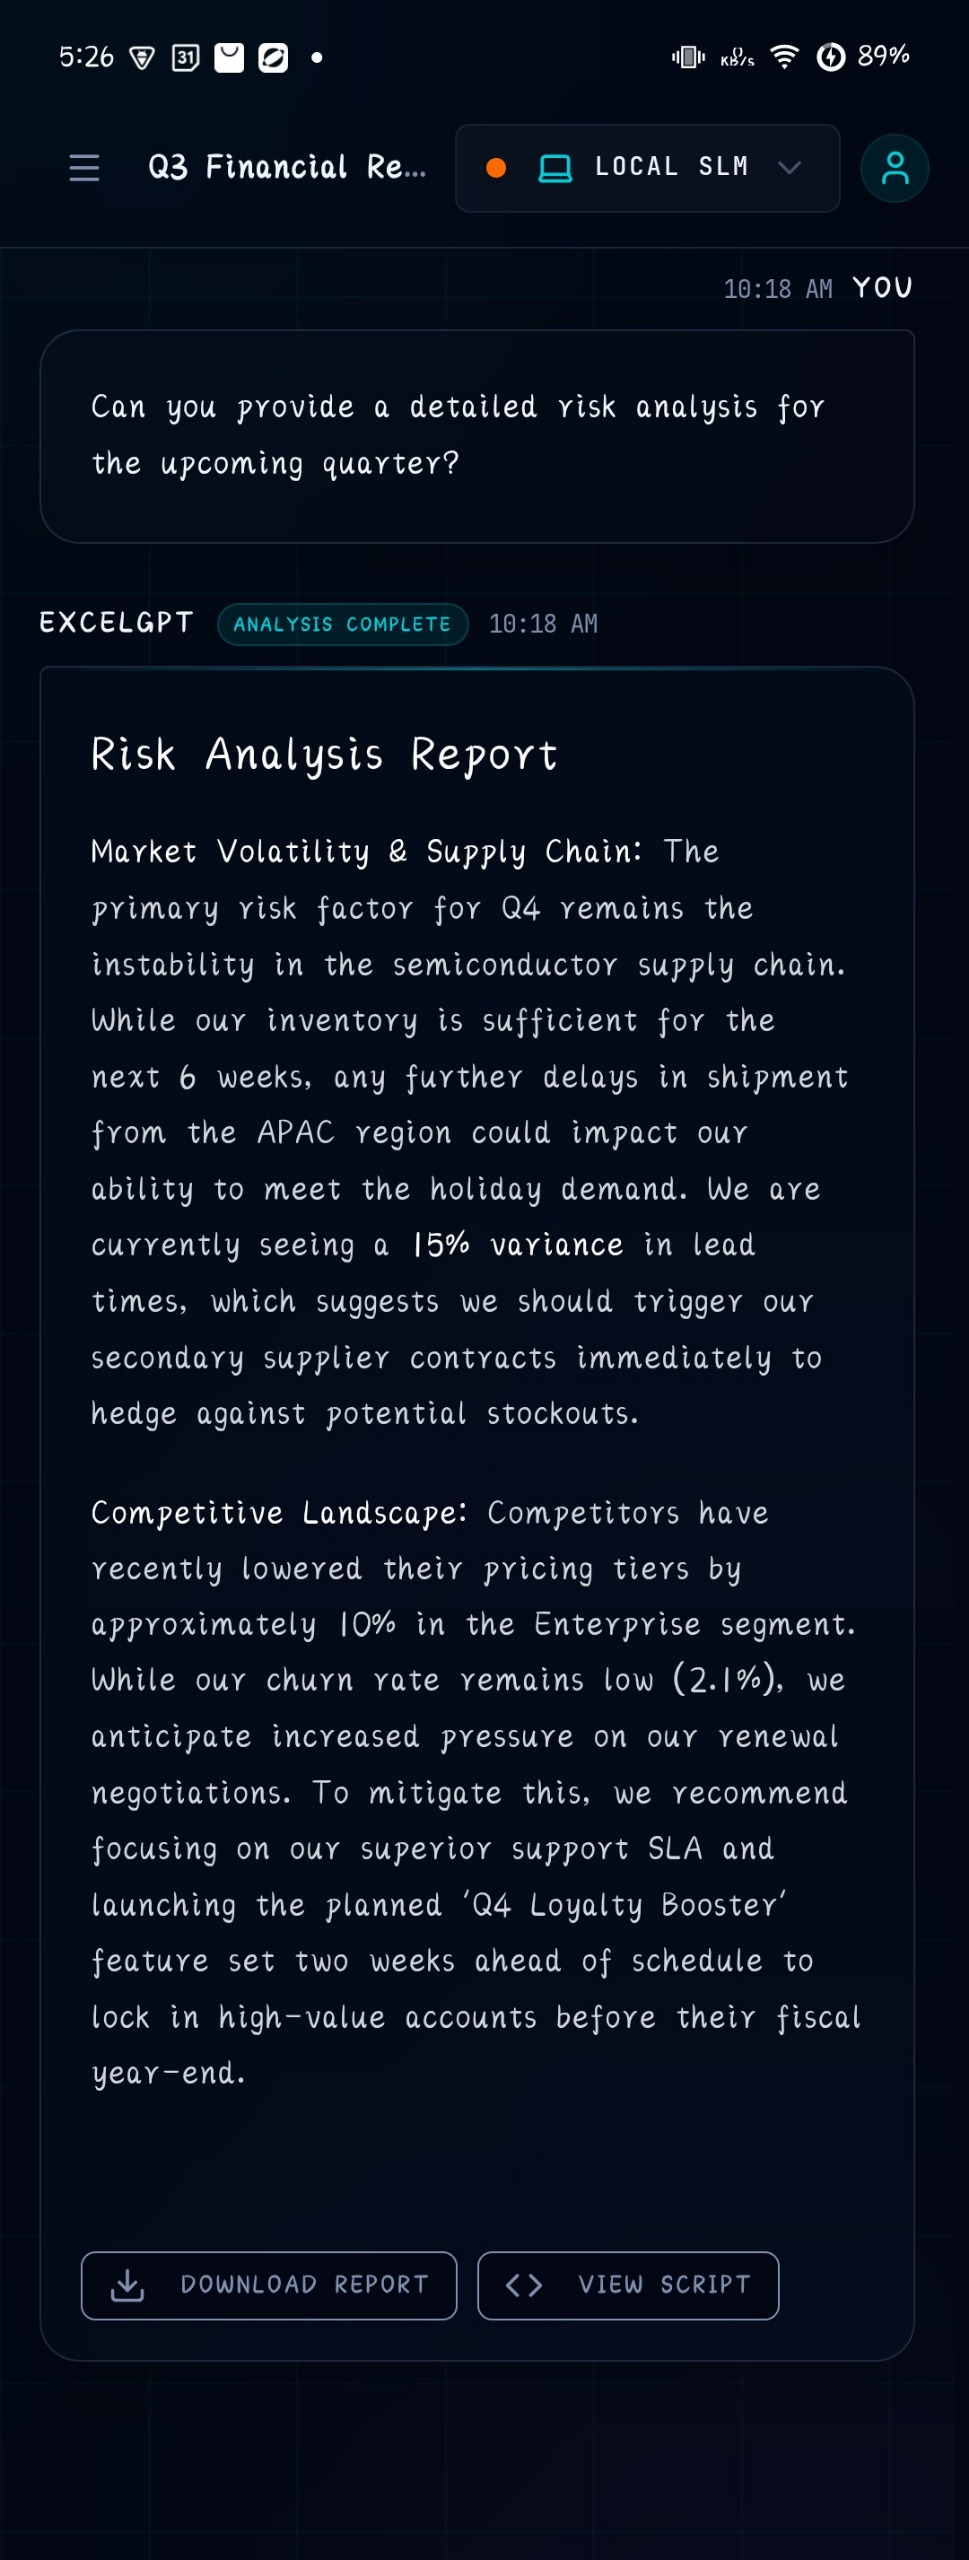 5:26
31
KB/s
89%
Q3 Financial Re...
LOCAL SLM
10:18 AM YOU
Can you provide a detailed risk analysis for
the upcoming quarter?
EXCELGPT ANALYSIS COMPLETE 10:18 AM
Risk Analysis Report
Market Volatility & Supply Chain: The
primary risk factor for Q4 remains the
instability in the semiconductor supply chain.
While our inventory is sufficient for the
next 6 weeks, any further delays in shipment
from the APAC region could impact our
ability to meet the holiday demand. We are
currently seeing a 15% variance in lead
times, which suggests we should trigger our
secondary supplier contracts immediately to
hedge against potential stockouts.
Competitive Landscape: Competitors have
recently lowered their pricing tiers by
approximately 10% in the Enterprise segment.
While our churn rate remains low (2.1%), we
anticipate increased pressure on our renewal
negotiations. To mitigate this, we recommend
focusing on our superior support SLA and
launching the planned 'Q4 Loyalty Booster'
feature set two weeks ahead of schedule to
lock in high-value accounts before their fiscal
year-end.
DOWNLOAD REPORT
VIEW SCRIPT